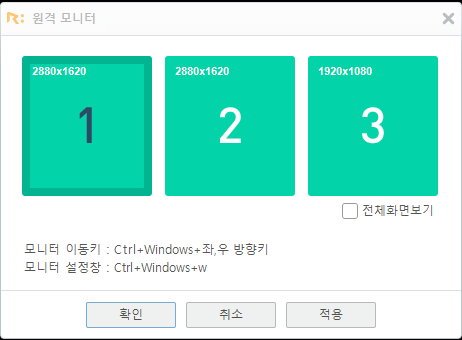 R: 원격 모니터
2880x1620
1
2880x1620
2
1920x1080
3
전체화면보기
모니터 이동키 : Ctrl+Windows+좌,우 방향키
모니터 설정창 : Ctrl+Windows+w
확인
취소
적용